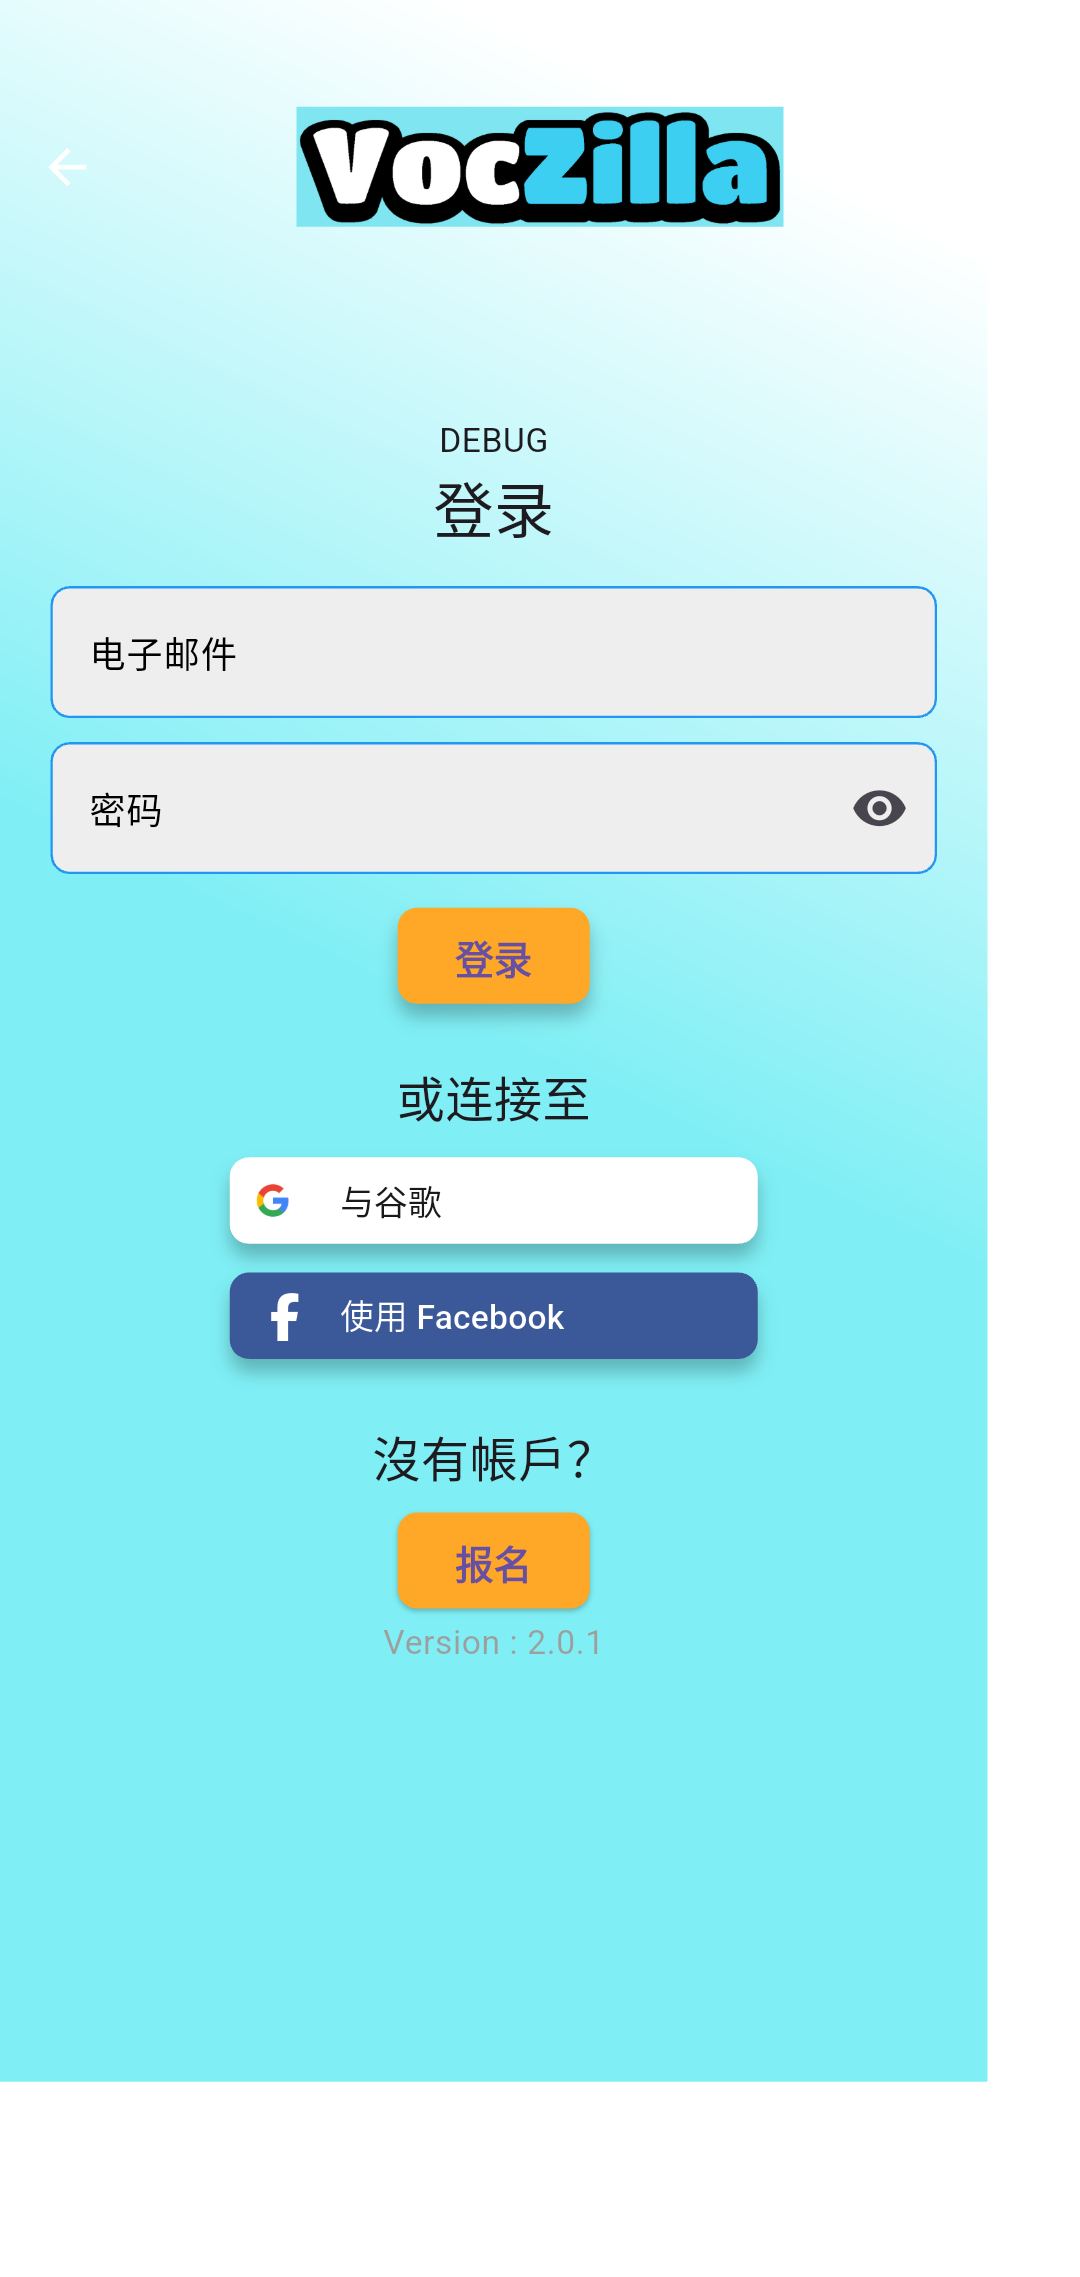 VocZilla
DEBUG
登录
电子邮件
密码
登录
或连接至
与谷歌
使用 Facebook
沒有帳戶？
报名
Version : 2.0.1